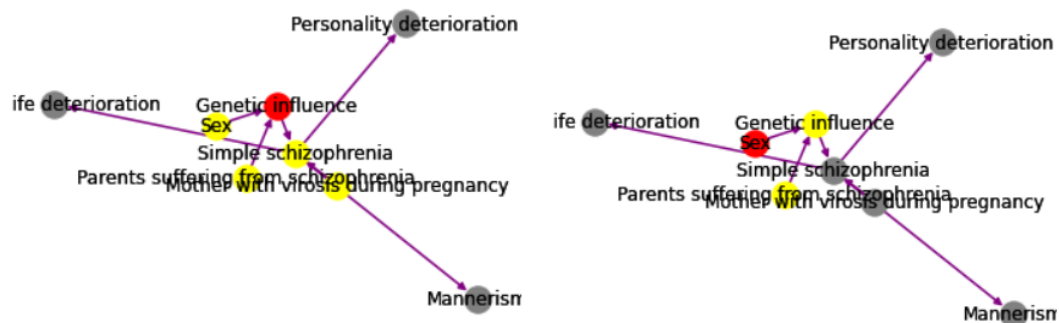 Personality deterioration
ife deterioration
Genetic influence
Sex
Simple schizophrenia
Parents suffering from schizophrenia
Mother with virosis during pregnancy
Mannerism
Personality deterioration
ife deterioration
Genetic influence
Sex
Simple schizophrenia
Parents suffering from schizophrenia
Mother with virosis during pregnancy
Mannerism